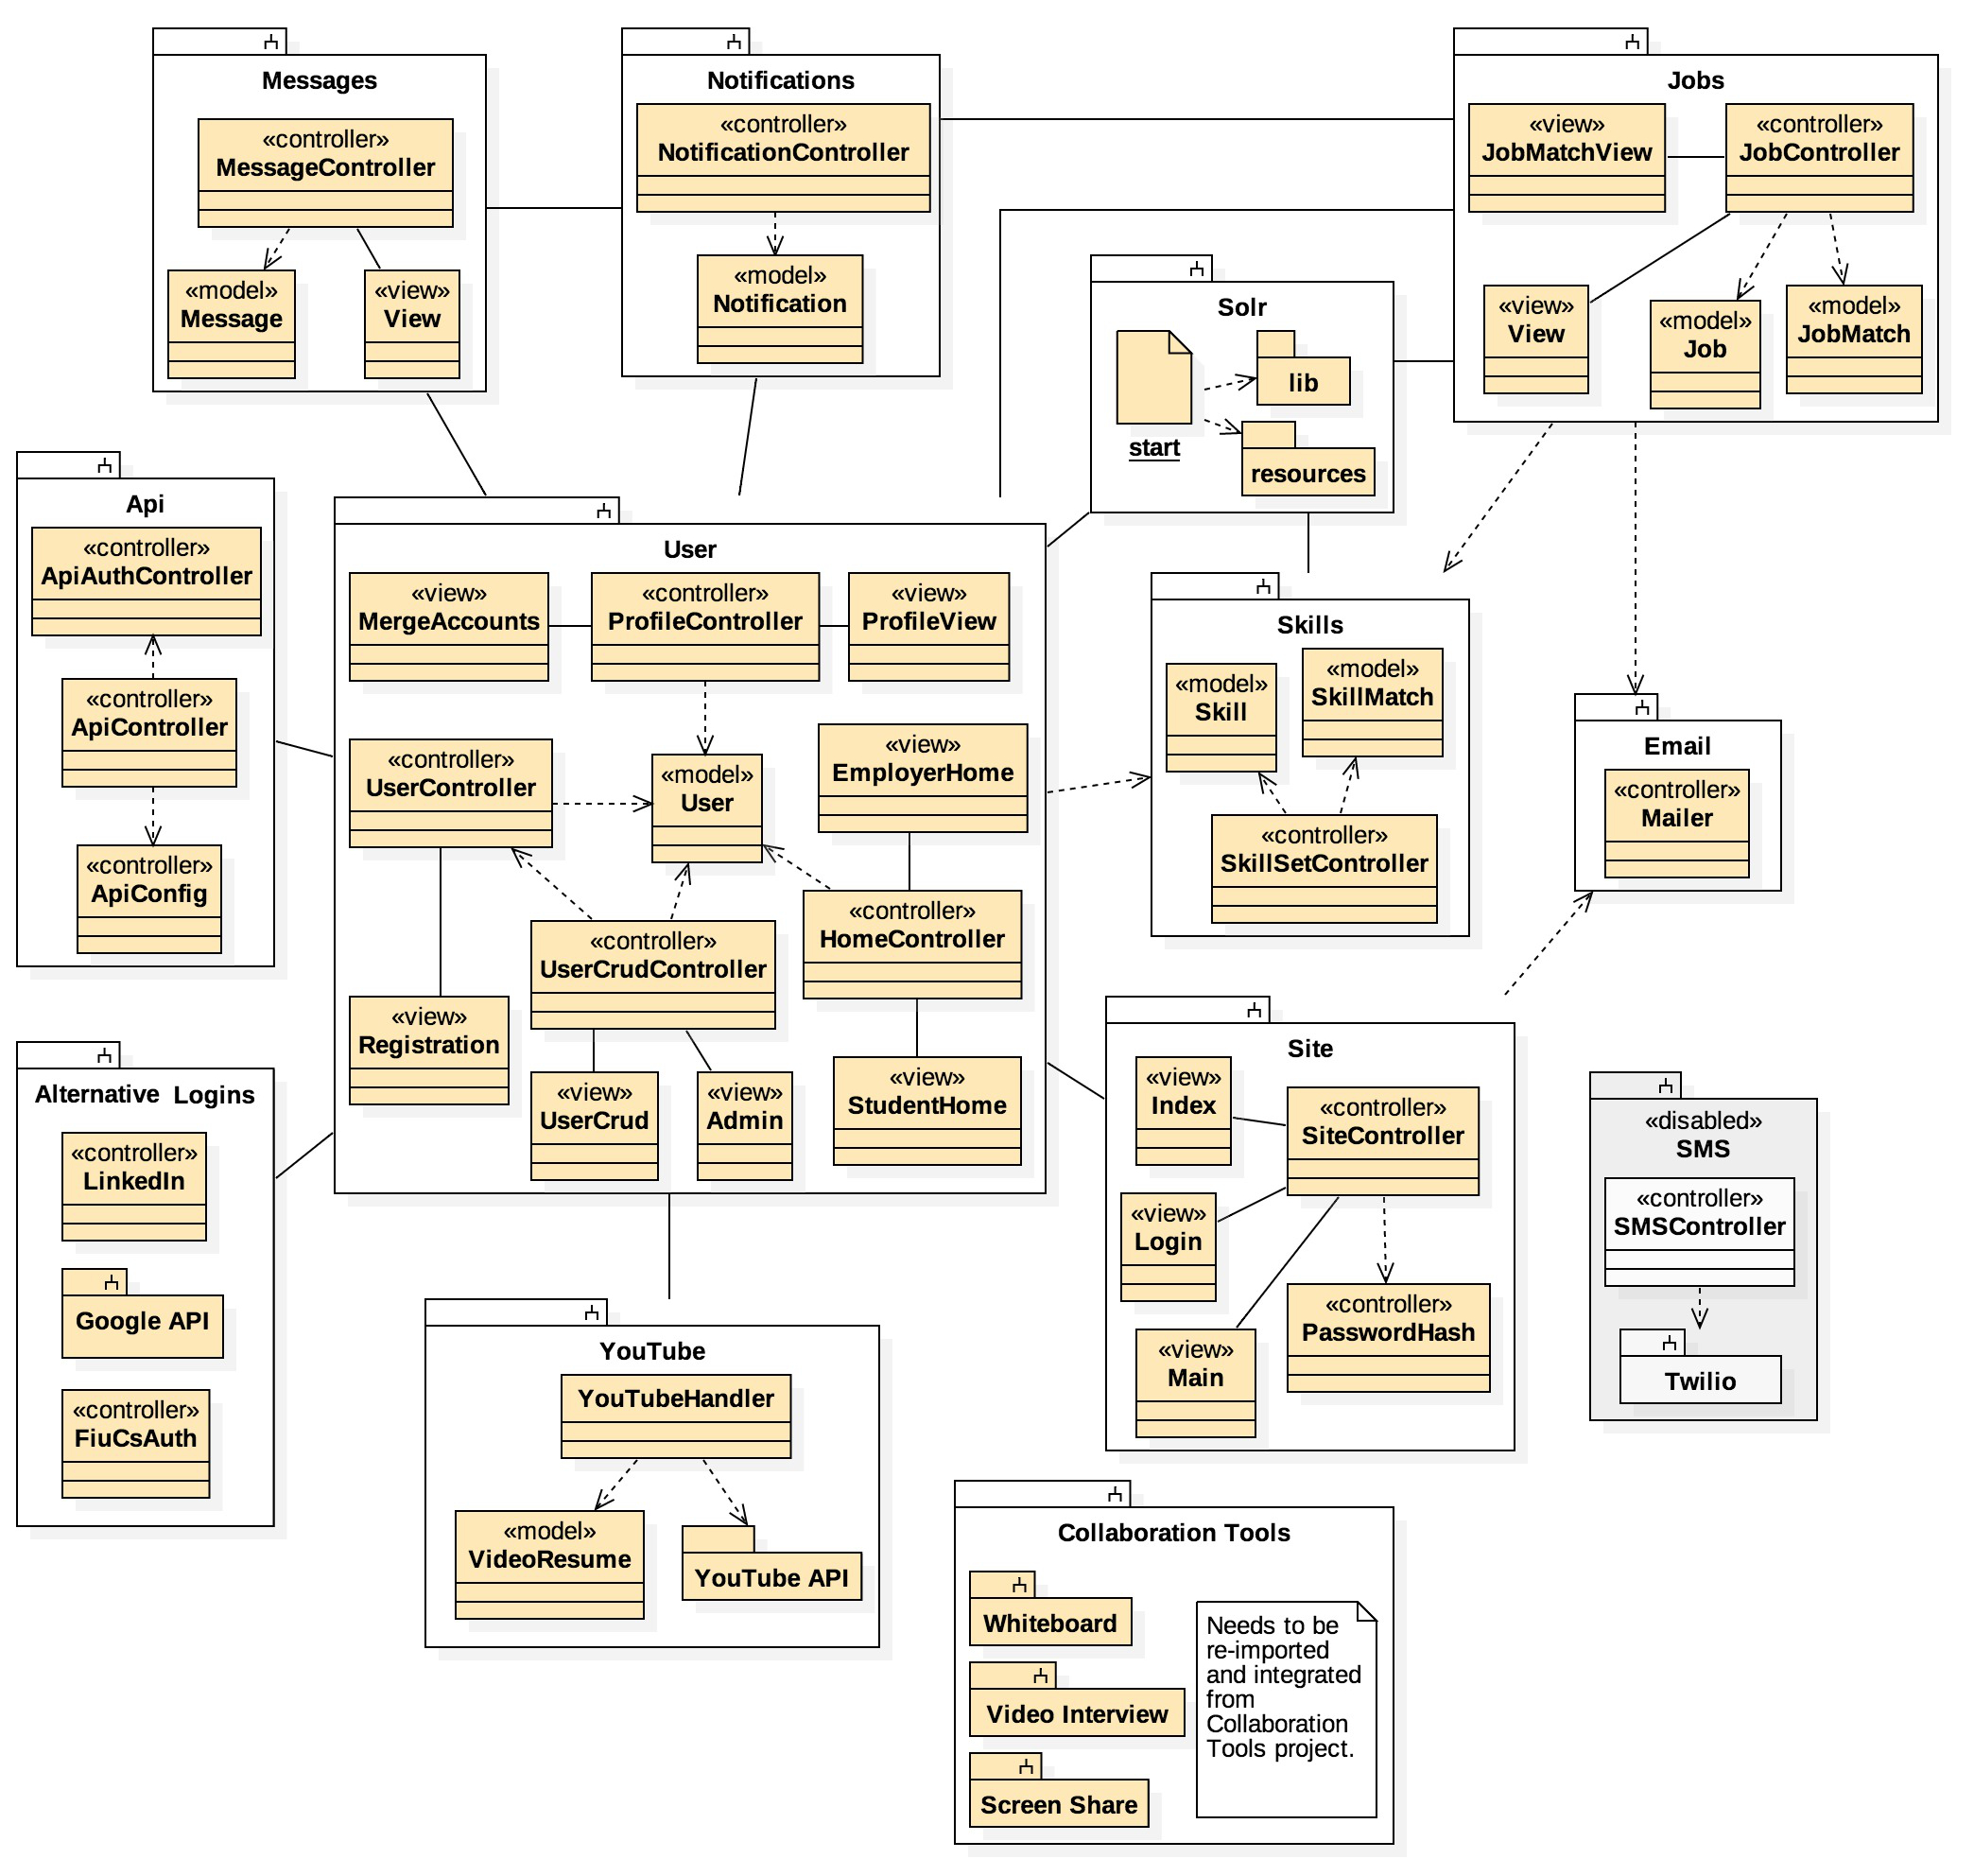 Messages
«controller»
MessageController
«model»
Message
«view»
View
Notifications
«controller»
NotificationController
«model»
Notification
Jobs
«view»
JobMatchView
«controller»
JobController
«view»
View
«model»
Job
«model»
JobMatch
Solr
start
lib
resources
Api
«controller»
ApiAuthController
«controller»
ApiController
«controller»
ApiConfig
User
«view»
MergeAccounts
«controller»
ProfileController
«view»
ProfileView
«controller»
UserController
«model»
User
«view»
EmployerHome
«controller»
UserCrudController
«controller»
HomeController
«view»
Registration
«view»
UserCrud
«view»
Admin
«view»
StudentHome
Skills
«model»
Skill
«model»
SkillMatch
«controller»
SkillSetController
Email
«controller»
Mailer
Alternative Logins
«controller»
LinkedIn
Google API
«controller»
FiuCsAuth
Site
«view»
Index
«controller»
SiteController
«view»
Login
«controller»
PasswordHash
«view»
Main
«disabled»
SMS
«controller»
SMSController
Twilio
YouTube
YouTubeHandler
«model»
VideoResume
YouTube API
Collaboration Tools
Whiteboard
Video Interview
Screen Share
Needs to be
re-imported
and integrated
from
Collaboration
Tools project.